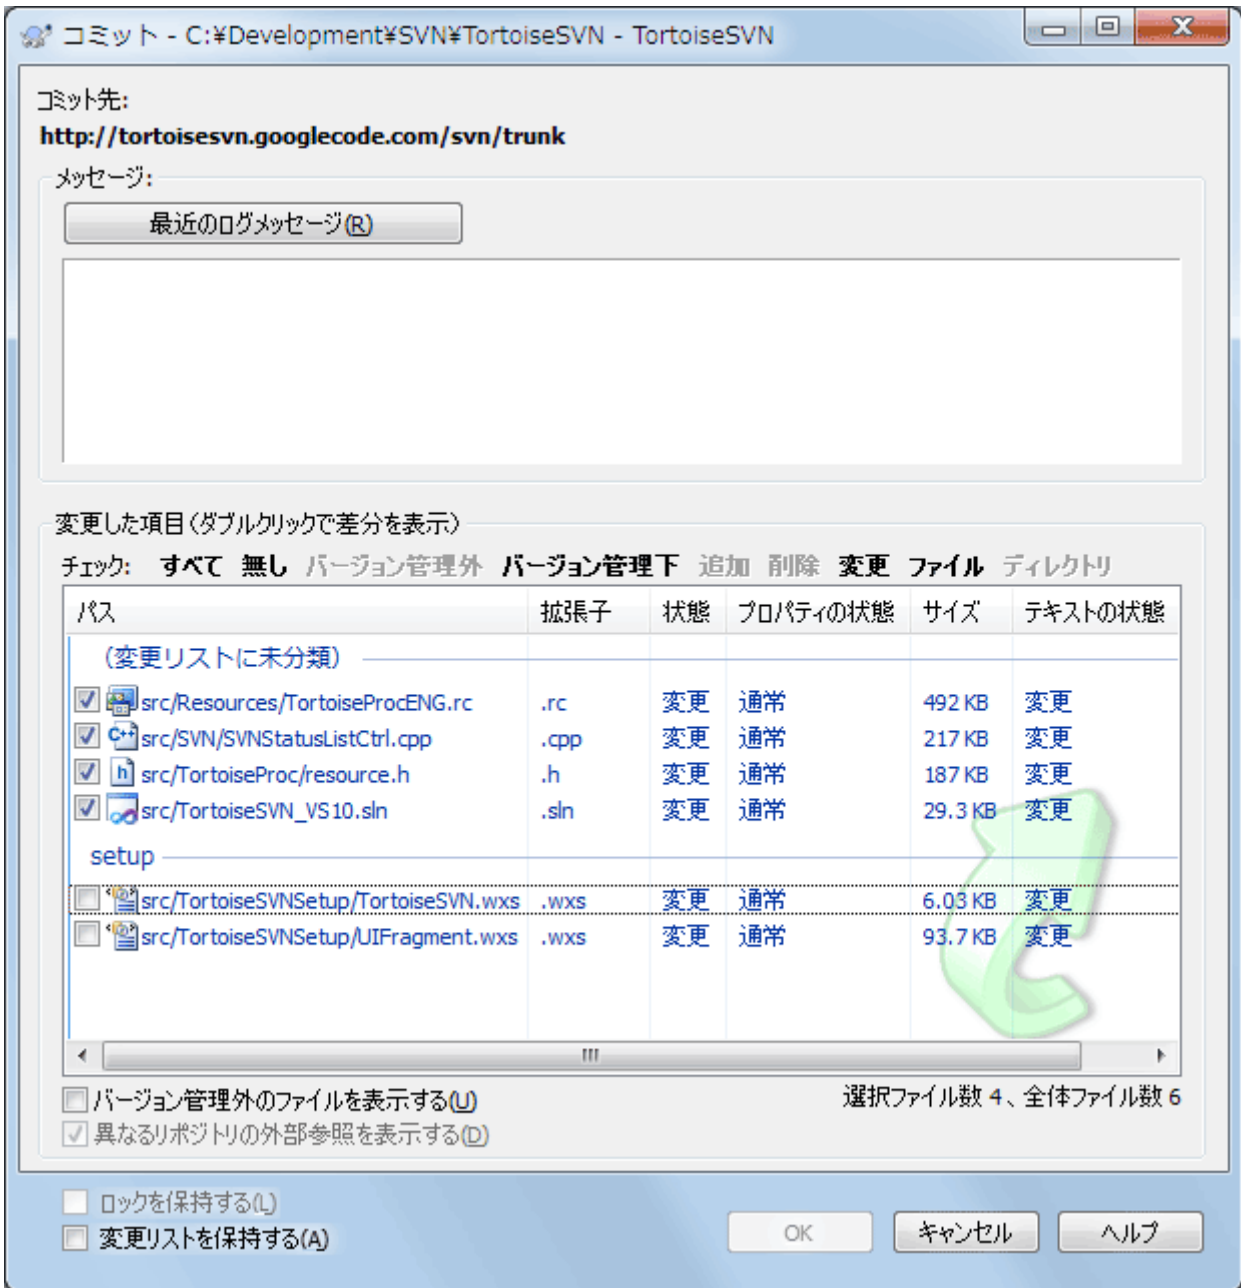 コミット - C:¥Development¥SVN¥TortoiseSVN - TortoiseSVN
コミット先:
http://tortoisesvn.googlecode.com/svn/trunk
メッセージ:
最近のログメッセージ(R)
変更した項目(ダブルクリックで差分を表示)
チェック: すべて 無し バージョン管理外 バージョン管理下 追加 削除 変更 ファイル ディレクトリ
パス 拡張子 状態 プロパティの状態 サイズ テキストの状態
(変更リストに未分類)
src/Resources/TortoiseProcENG.rc .rc 変更 通常 492 KB 変更
src/SVN/SVNStatusListCtrl.cpp .cpp 変更 通常 217 KB 変更
src/TortoiseProc/resource.h .h 変更 通常 187 KB 変更
src/TortoiseSVN_VS10.sln .sln 変更 通常 29.3 KB 変更
setup
src/TortoiseSVNSetup/TortoiseSVN.wxs .wxs 変更 通常 6.03 KB 変更
src/TortoiseSVNSetup/UIFragment.wxs .wxs 変更 通常 93.7 KB 変更
バージョン管理外のファイルを表示する(U) 選択ファイル数 4、全体ファイル数 6
異なるリポジトリの外部参照を表示する(D)
ロックを保持する(L)
変更リストを保持する(A) OK キャンセル ヘルプ